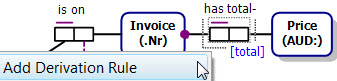 is on
Invoice
(.Nr)
has total-
Price
(AUD:)
[total]
Add Derivation Rule